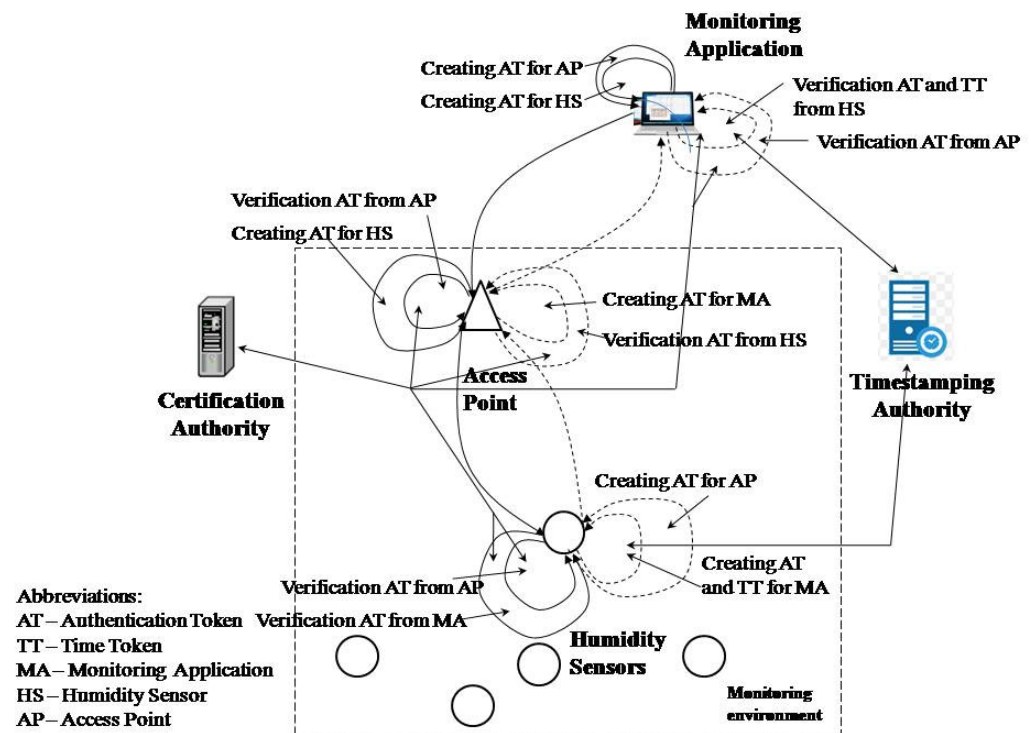 Monitoring
Application
Creating AT for AP
Creating AT for HS
Verification AT and TT
from HS
Verification AT from AP
Verification AT from AP
Creating AT for HS
Creating AT for MA
Verification AT from HS
Access
Point
Certification
Authority
Timestamping
Authority
Creating AT for AP
Creating AT
and TT for MA
Verification AT from AP
Verification AT from MA
Humidity
Sensors
Monitoring
environment
Abbreviations:
AT – Authentication Token
TT – Time Token
MA – Monitoring Application
HS – Humidity Sensor
AP – Access Point